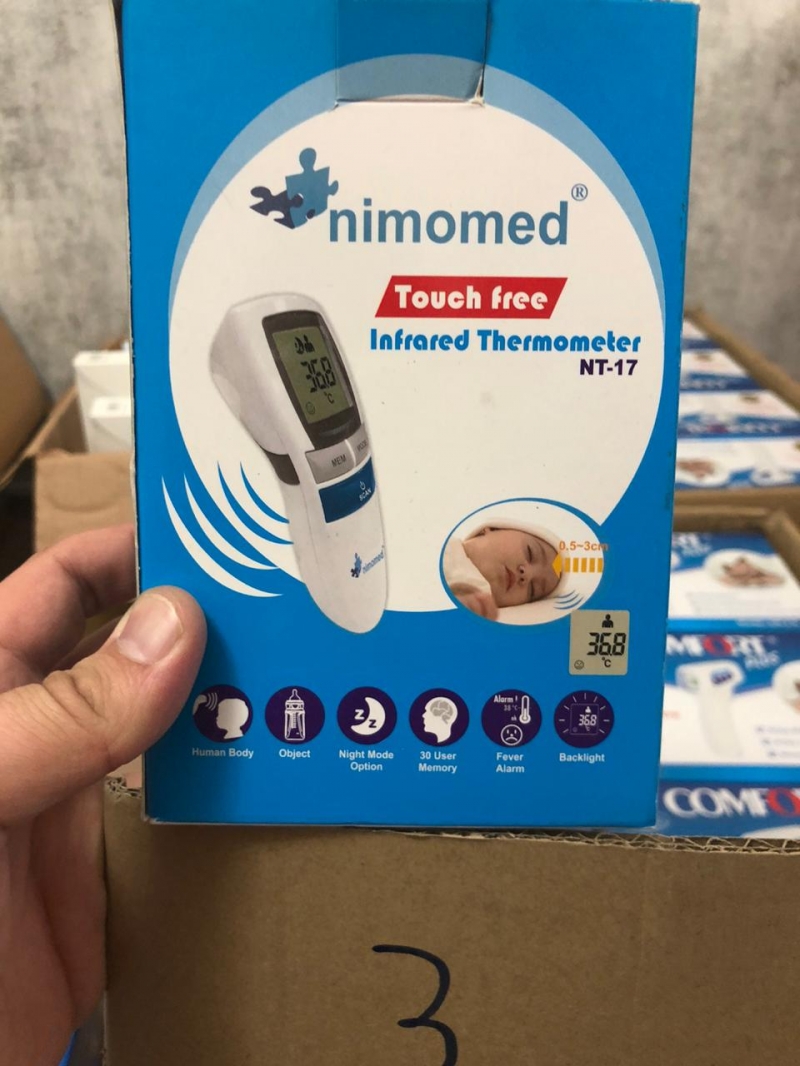 nimomed®
Touch free
Infrared Thermometer
NT-17
36.8
°C
MEM
SCAN
nimomed
0.5~3cm
36.8
°C
Z Z
Alarm !
38°C
36.8
Human Body
Object
Night Mode
Option
30 User
Memory
Fever
Alarm
Backlight
COMFO
3